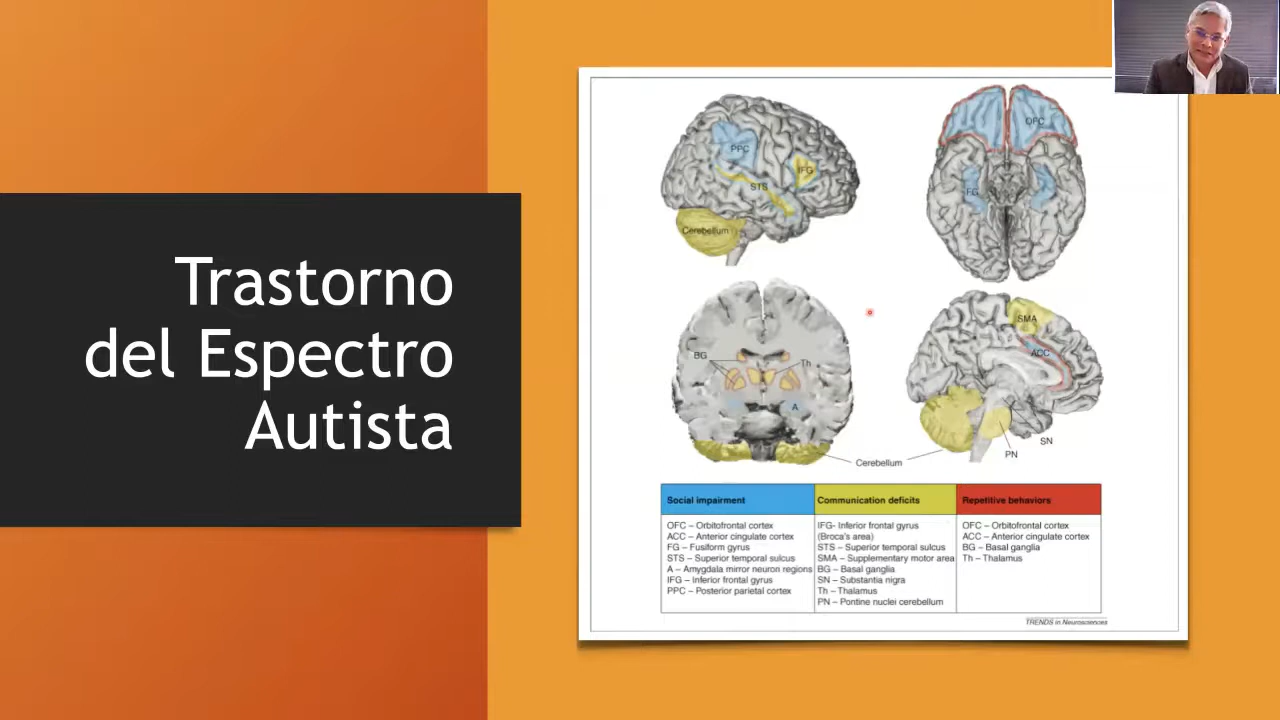 Trastorno
del Espectro
Autista
PPC
IFG
STS
Cerebellum
OFC
FG
BG
Th
A
SMA
ACC
SN
PN
Cerebellum
Social impairment
OFC – Orbitofrontal cortex
ACC – Anterior cingulate cortex
FG – Fusiform gyrus
STS – Superior temporal sulcus
A – Amygdala mirror neuron regions
IFG – Inferior frontal gyrus
PPC – Posterior parietal cortex
Communication deficits
IFG- Inferior frontal gyrus
(Broca's area)
STS – Superior temporal sulcus
SMA – Supplementary motor area
BG – Basal ganglia
SN – Substantia nigra
Th – Thalamus
PN – Pontine nuclei cerebellum
Repetitive behaviors
OFC – Orbitofrontal cortex
ACC – Anterior cingulate cortex
BG – Basal ganglia
Th – Thalamus
TRENDS in Neurosciences